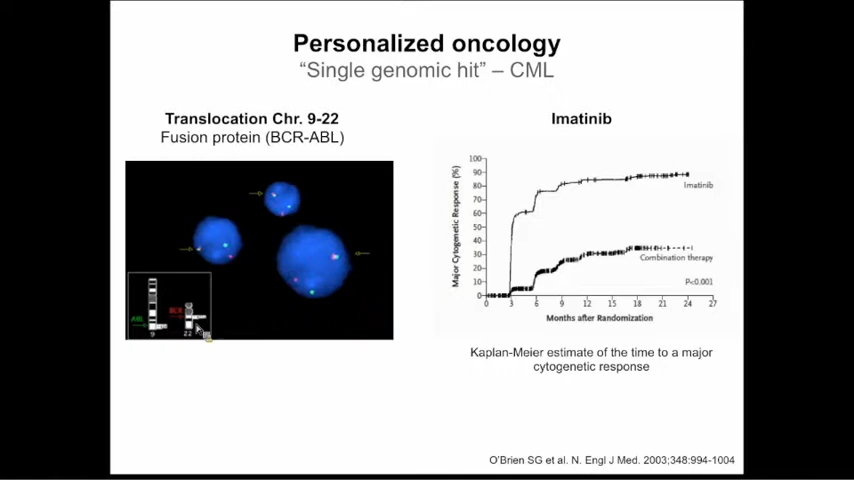 Personalized oncology
“Single genomic hit” – CML
Translocation Chr. 9-22
Fusion protein (BCR-ABL)
ABL
BCR
9
22
Imatinib
Major Cytogenetic Response (%)
100
90
80
70
60
50
40
30
20
10
0
Imatinib
Combination therapy
P<0.001
0 3 6 9 12 15 18 21 24 27
Months after Randomization
Kaplan-Meier estimate of the time to a major
cytogenetic response
O’Brien SG et al. N. Engl J Med. 2003;348:994-1004